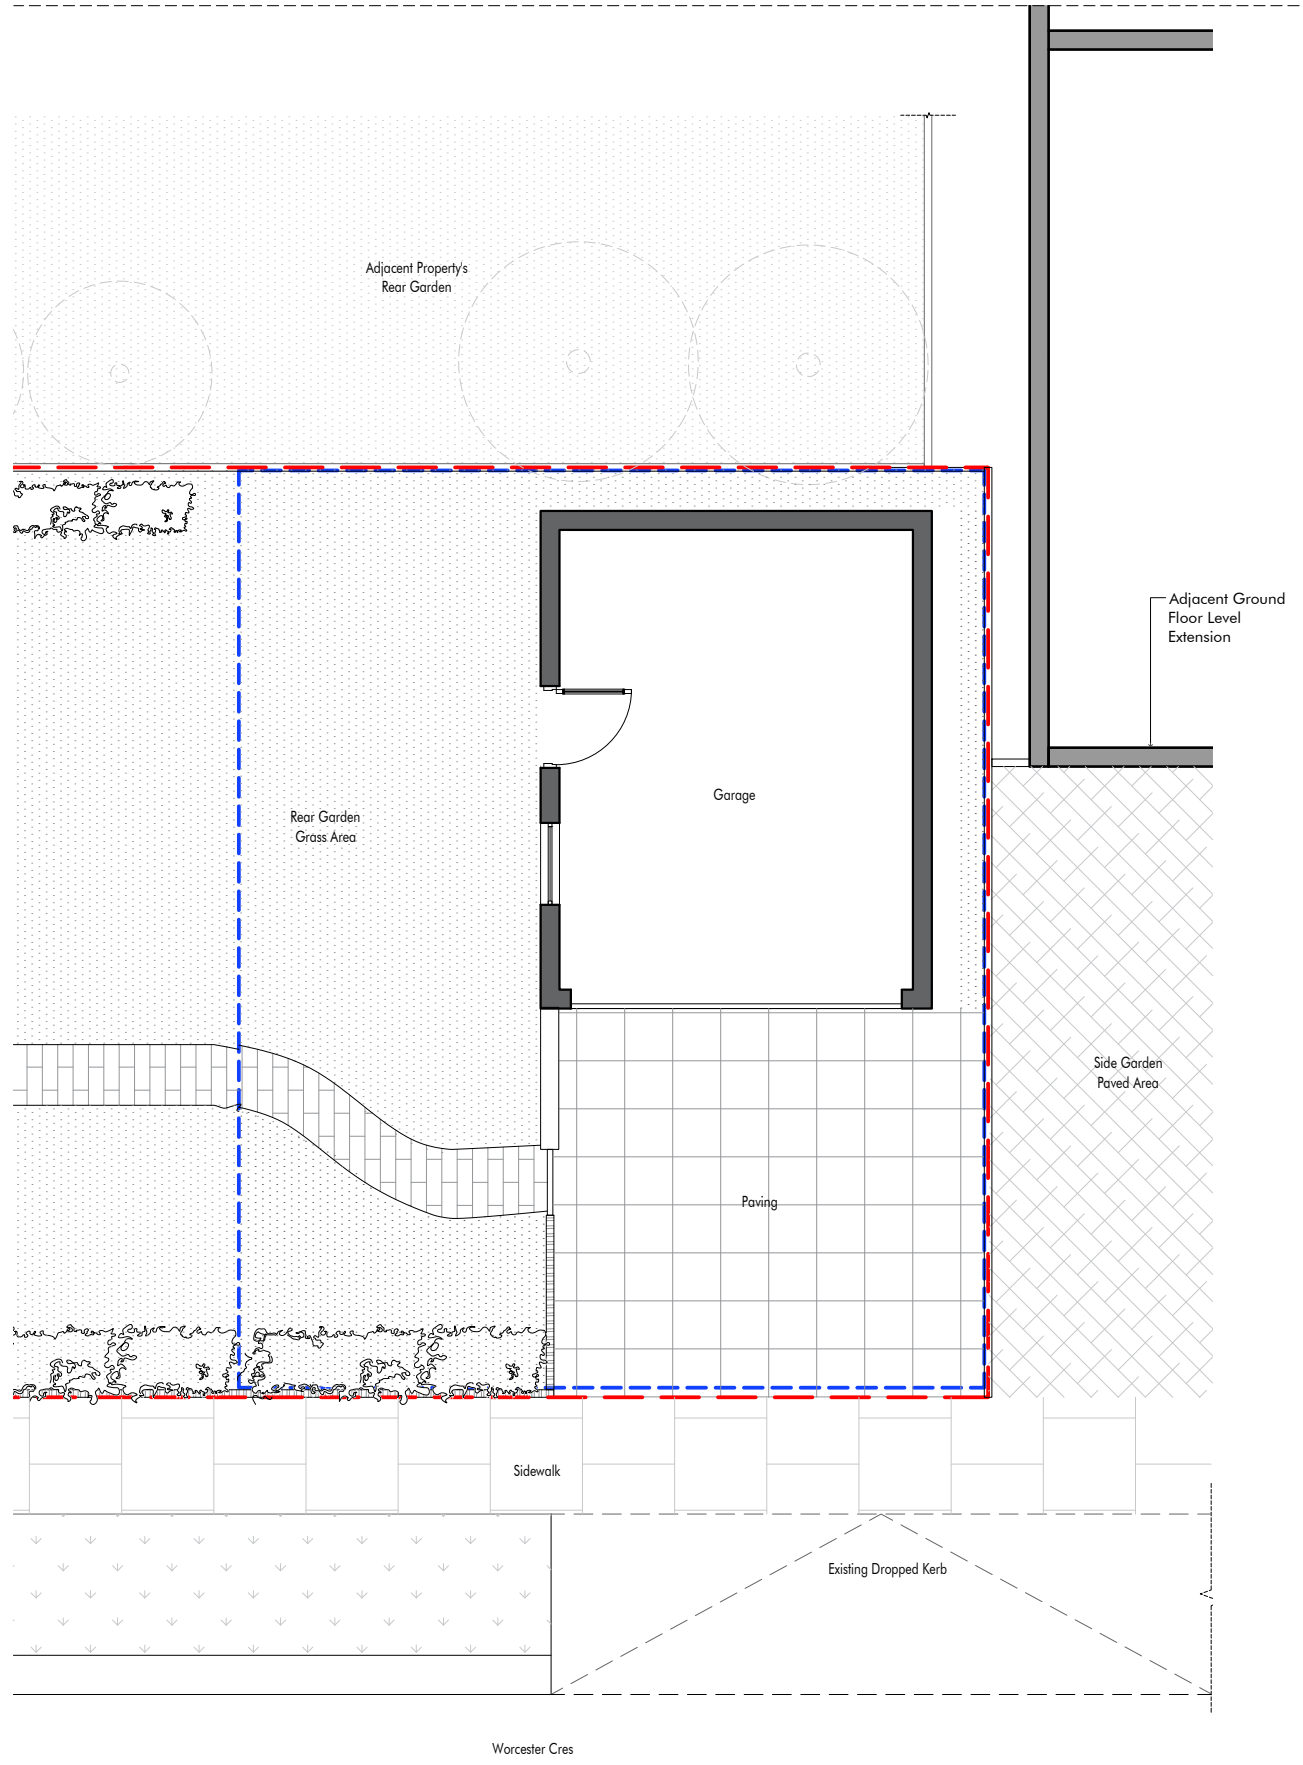 Adjacent Property's
Rear Garden
Adjacent Ground
Floor Level
Extension
Garage
Rear Garden
Grass Area
Side Garden
Paved Area
Paving
Sidewalk
Existing Dropped Kerb
Worcester Cres